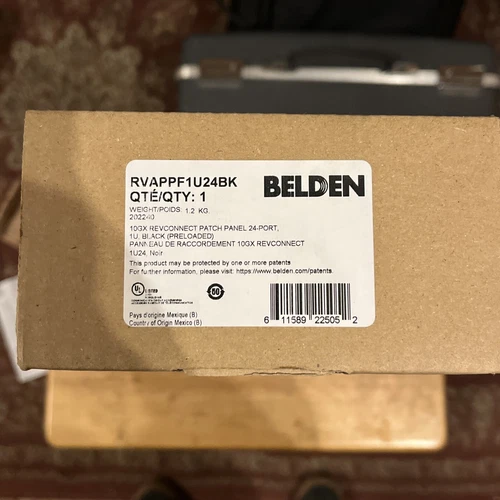 RVAPPF1U24BK
QTÉ/QTY: 1
BELDEN
WEIGHT/POIDS: 1.2 KG.
202240
10GX REVCONNECT PATCH PANEL 24-PORT,
1U, BLACK (PRELOADED)
PANNEAU DE RACCORDEMENT 10GX REVCONNECT
1U24, Noir
This product may be protected by one or more patents
For further information, please visit: https://www.belden.com/patents
UL
50
Pays d'origine Mexique (B)
Country of Origin Mexico (B)
6 11589 22505 2